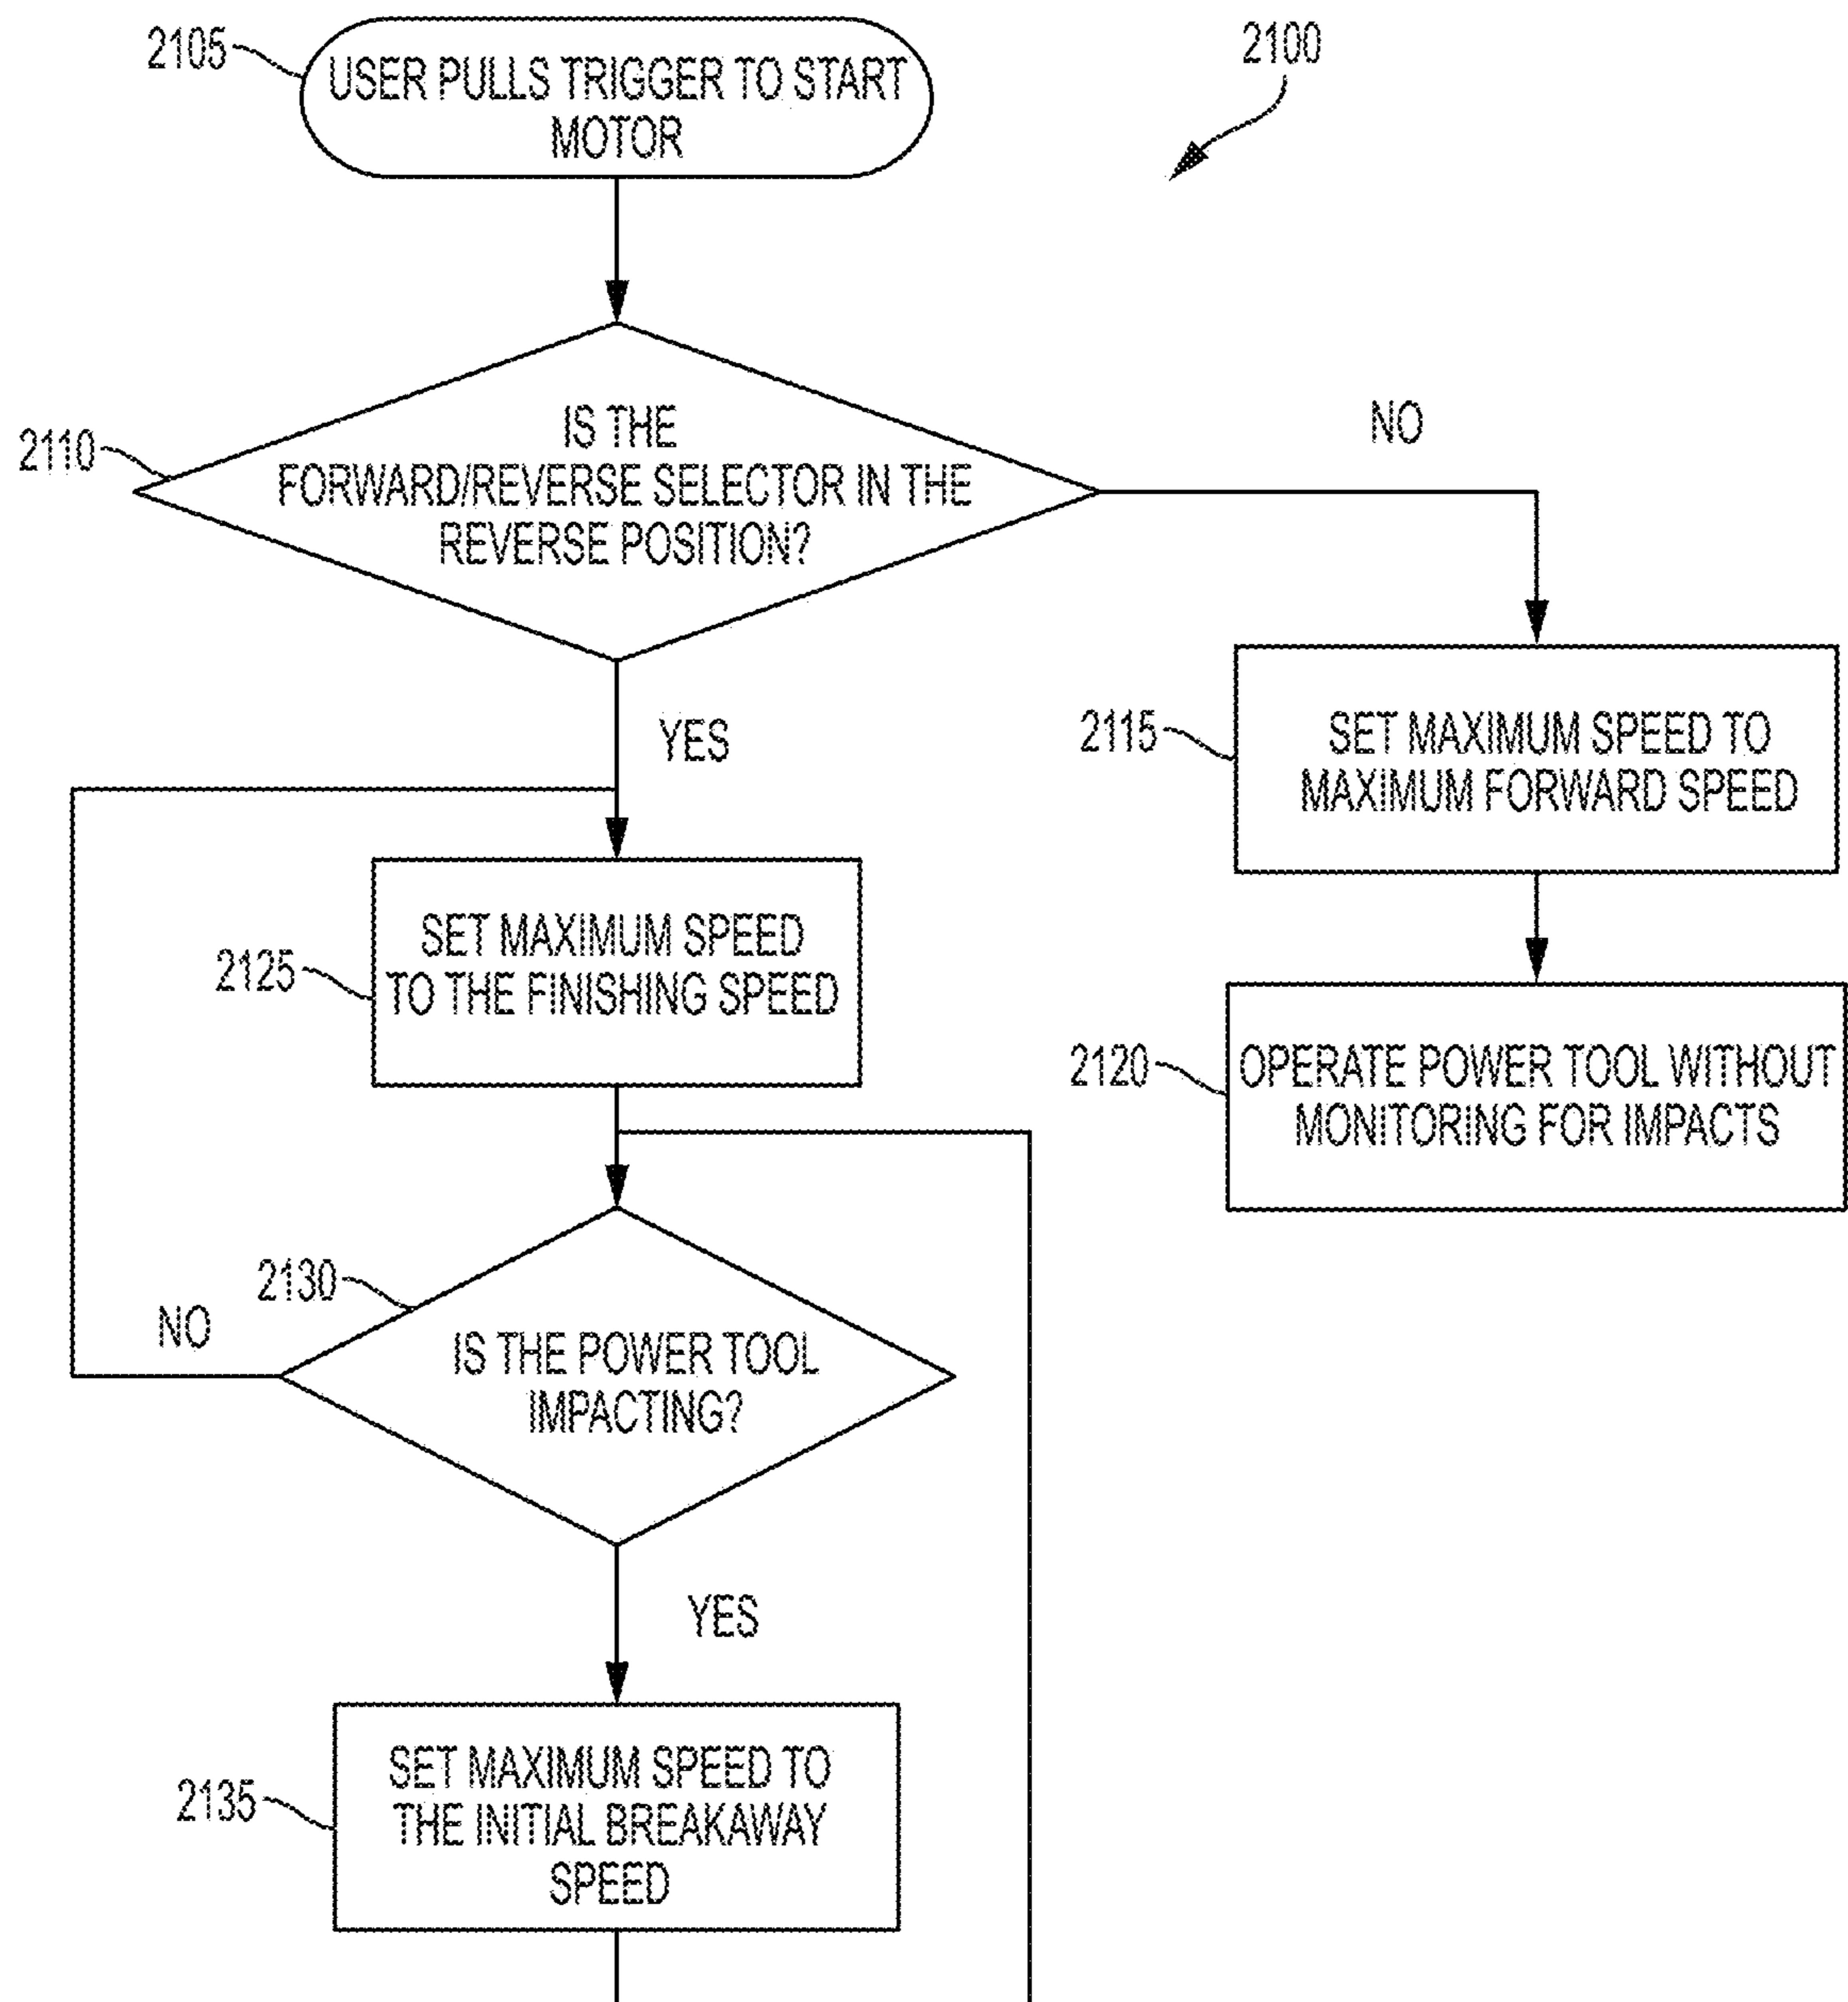 2105
USER PULLS TRIGGER TO START
MOTOR
2100
2110
IS THE
FORWARD/REVERSE SELECTOR IN THE
REVERSE POSITION?
NO
YES
2115
SET MAXIMUM SPEED TO
MAXIMUM FORWARD SPEED
2120
OPERATE POWER TOOL WITHOUT
MONITORING FOR IMPACTS
2125
SET MAXIMUM SPEED
TO THE FINISHING SPEED
2130
IS THE POWER TOOL
IMPACTING?
NO
YES
2135
SET MAXIMUM SPEED TO
THE INITIAL BREAKAWAY
SPEED